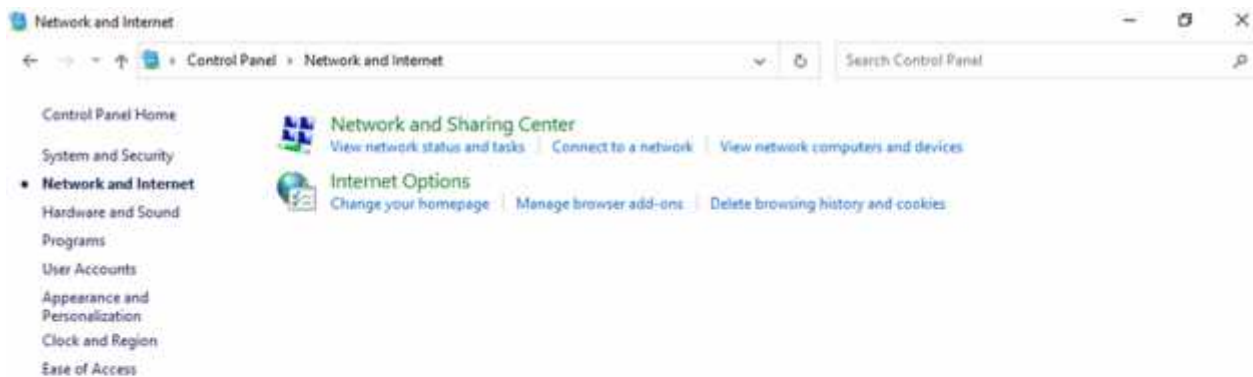 Network and Internet
Control Panel Network and Internet
Search Control Panel
Control Panel Home
System and Security
Network and Internet
Hardware and Sound
Programs
User Accounts
Appearance and
Personalization
Clock and Region
Ease of Access
Network and Sharing Center
View network status and tasks Connect to a network View network computers and devices
Internet Options
Change your homepage Manage browser add-ons Delete browsing history and cookies